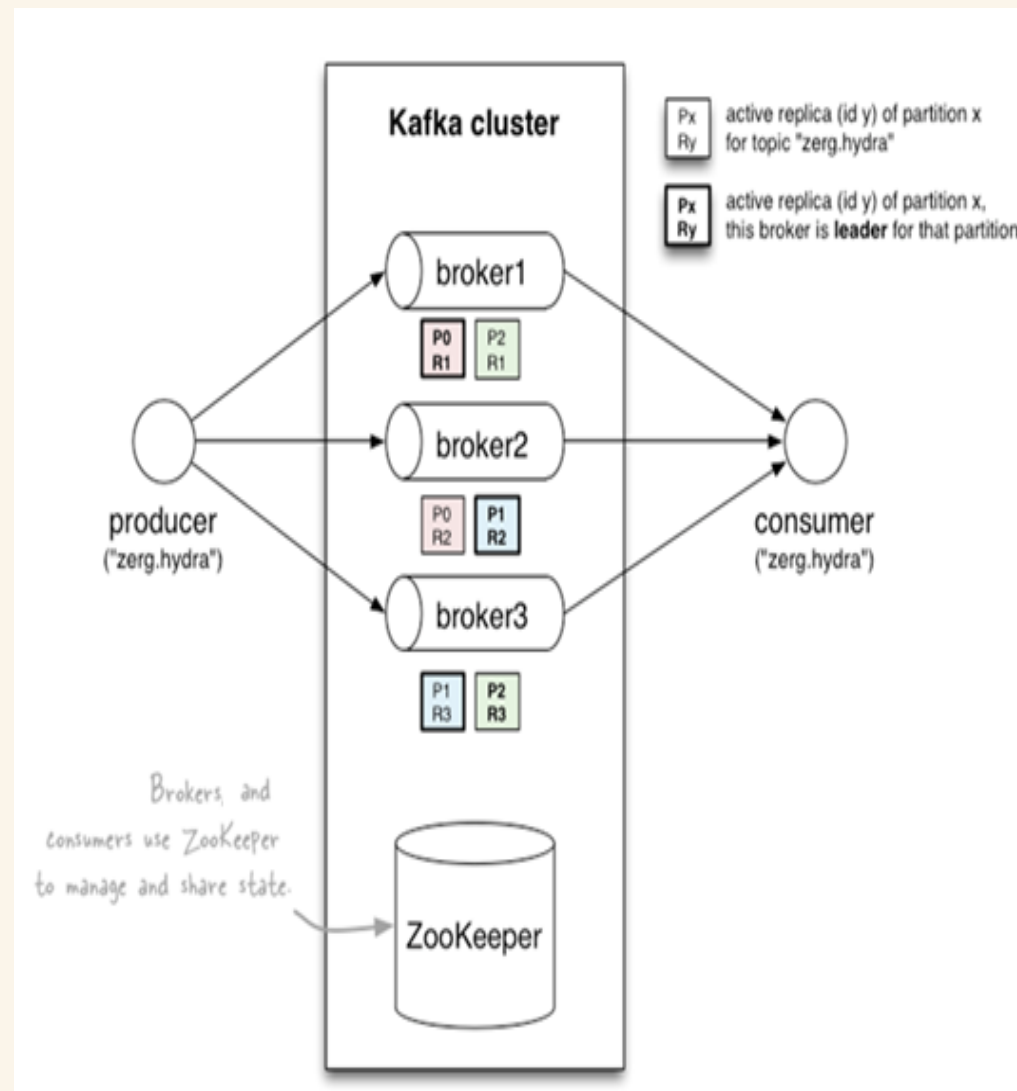 Kafka cluster
Px
Ry
active replica (id y) of partition x
for topic "zerg.hydra"
Px
Ry
active replica (id y) of partition x,
this broker is leader for that partition
broker1
P0
R1
P2
R1
broker2
P0
R2
P1
R2
producer
("zerg.hydra")
consumer
("zerg.hydra")
broker3
P1
R3
P2
R3
Brokers, and
consumers use ZooKeeper
to manage and share state.
ZooKeeper